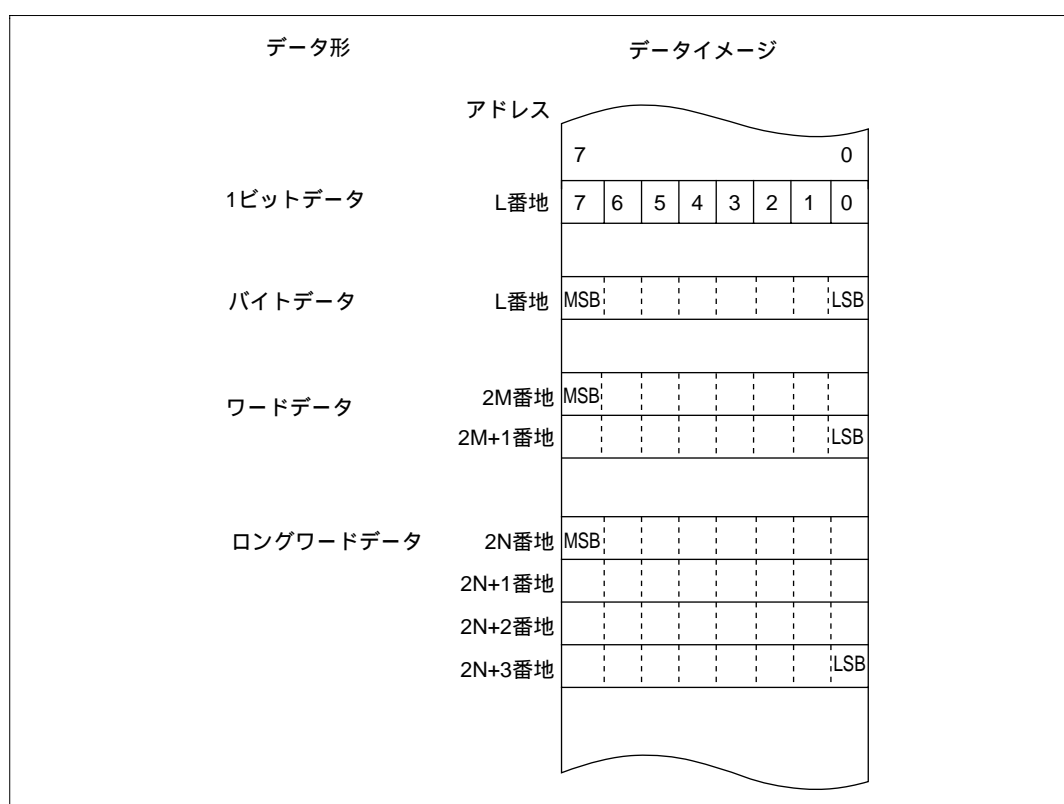 データ形 データイメージ
アドレス
7 0
1ビットデータ L番地 7 6 5 4 3 2 1 0
バイトデータ L番地 MSB LSB
ワードデータ 2M番地 MSB
2M+1番地 LSB
ロングワードデータ 2N番地 MSB
2N+1番地
2N+2番地
2N+3番地 LSB